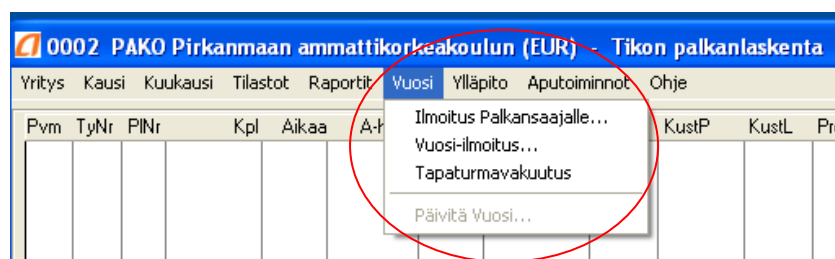 0002 PAKO Pirkanmaan ammattikorkeakoulun (EUR) - Tikon palkanlaskenta
Yritys Kausi Kuukausi Tilastot Raportit Vuosi Ylläpito Aputoiminnot Ohje
Pvm TyNr PlNr Kpl Aikaa KustP KustL
Ilmoitus Palkansaajalle...
Vuosi-ilmoitus...
Tapaturmavakuutus
Päivitä Vuosi...